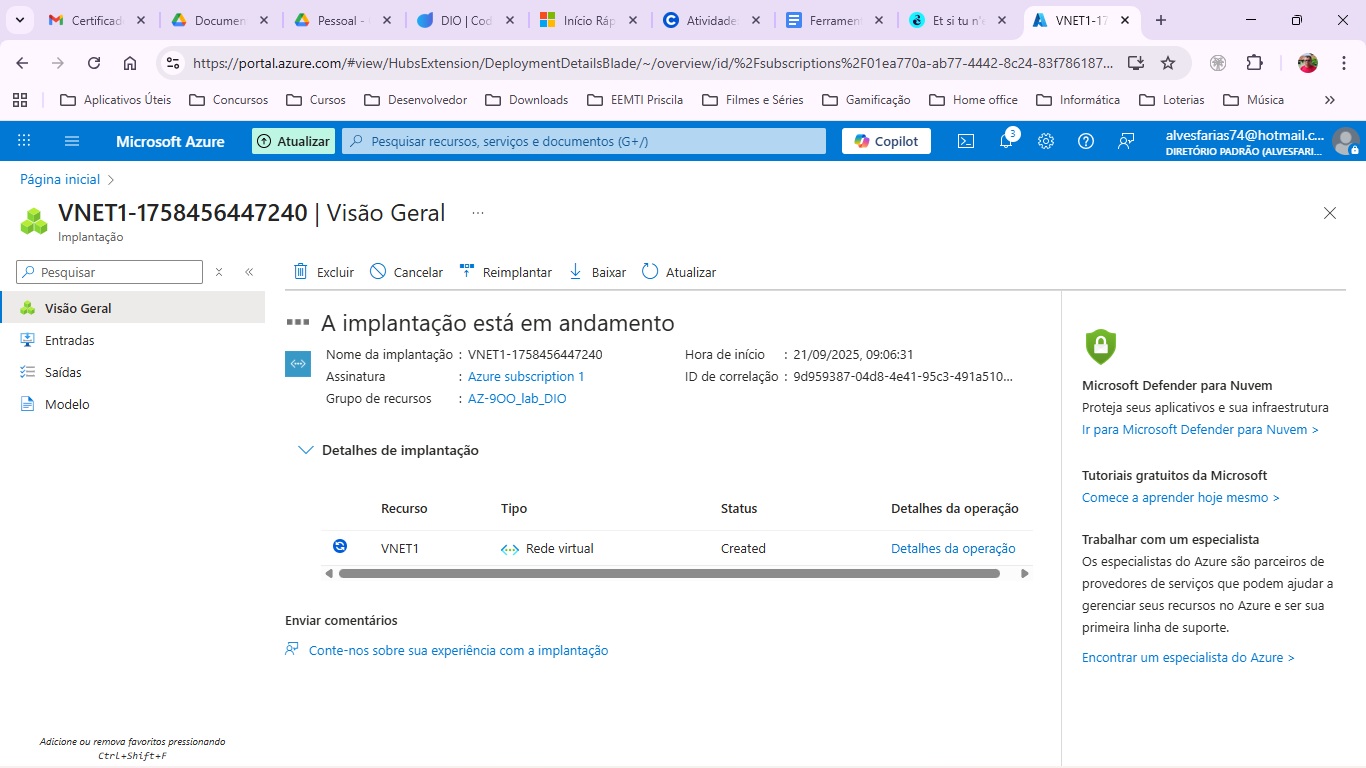 Certificad
Documen
Pessoal -
DIO | Cod
Início Ráp
Atividade
Ferrament
Et si tu n'e
VNET1-17
https://portal.azure.com/#view/HubsExtension/DeploymentDetailsBlade/~/overview/id/%2Fsubscriptions%2F01ea770a-ab77-4442-8c24-83f786187...
Aplicativos Úteis
Concursos
Cursos
Desenvolvedor
Downloads
EEMTI Priscila
Filmes e Séries
Gamificação
Home office
Informática
Loterias
Música
Microsoft Azure
Atualizar
Pesquisar recursos, serviços e documentos (G+/)
Copilot
3
alvesfarias74@hotmail.c...
DIRETÓRIO PADRÃO (ALVESFARI...
Página inicial
VNET1-1758456447240 | Visão Geral ...
Implantação
Pesquisar
Visão Geral
Entradas
Saídas
Modelo
Excluir
Cancelar
Reimplantar
Baixar
Atualizar
A implantação está em andamento
Nome da implantação : VNET1-1758456447240
Assinatura : Azure subscription 1
Grupo de recursos : AZ-9OO_lab_DIO
Hora de início : 21/09/2025, 09:06:31
ID de correlação : 9d959387-04d8-4e41-95c3-491a510...
Detalhes de implantação
Recurso Tipo Status Detalhes da operação
VNET1 Rede virtual Created Detalhes da operação
Enviar comentários
Conte-nos sobre sua experiência com a implantação
Microsoft Defender para Nuvem
Proteja seus aplicativos e sua infraestrutura
Ir para Microsoft Defender para Nuvem >
Tutoriais gratuitos da Microsoft
Comece a aprender hoje mesmo >
Trabalhar com um especialista
Os especialistas do Azure são parceiros de
provedores de serviços que podem ajudar a
gerenciar seus recursos no Azure e ser sua
primeira linha de suporte.
Encontrar um especialista do Azure >
Adicione ou remova favoritos pressionando
Ctrl+Shift+F